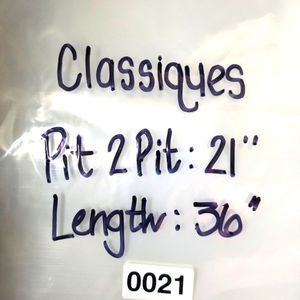 Classiques
Pit 2 Pit: 21"
Length: 36"
0021